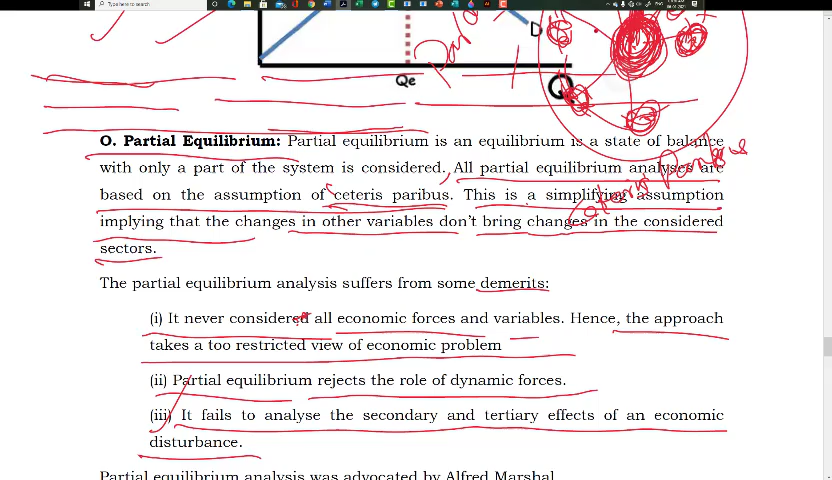 Type here to search
D
Qe
Q
O. Partial Equilibrium: Partial equilibrium is an equilibrium is a state of balance
with only a part of the system is considered. All partial equilibrium analyses are
based on the assumption of ceteris paribus. This is a simplifying assumption
implying that the changes in other variables don't bring changes in the considered
sectors.
The partial equilibrium analysis suffers from some demerits:
(i) It never considered all economic forces and variables. Hence, the approach
takes a too restricted view of economic problem
(ii) Partial equilibrium rejects the role of dynamic forces.
(iii) It fails to analyse the secondary and tertiary effects of an economic
disturbance.
Partial equilibrium analysis was advocated by Alfred Marshal